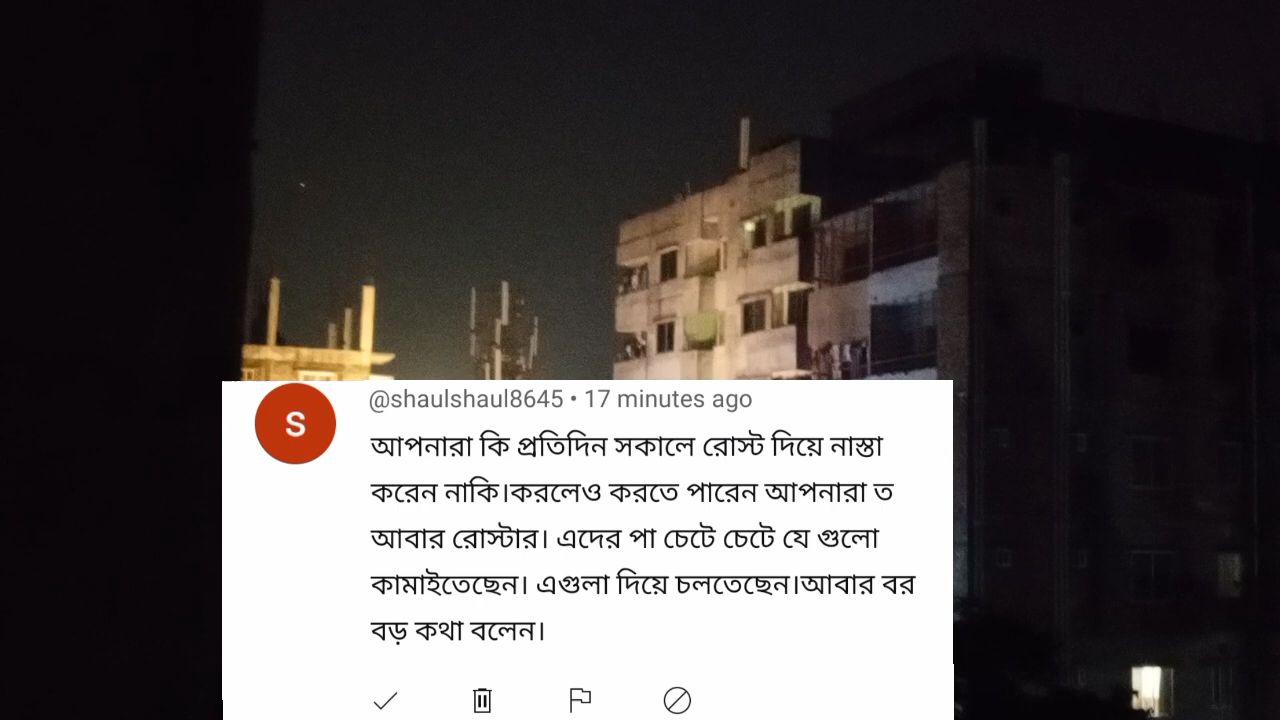 S
@shaulshaul8645 • 17 minutes ago
আপনারা কি প্রতিদিন সকালে রোস্ট দিয়ে নাস্তা
করেন নাকি।করলেও করতে পারেন আপনারা ত
আবার রোস্টার। এদের পা চেটে চেটে যে গুলো
কামাইতেছেন। এগুলা দিয়ে চলতেছেন।আবার বর
বড় কথা বলেন।